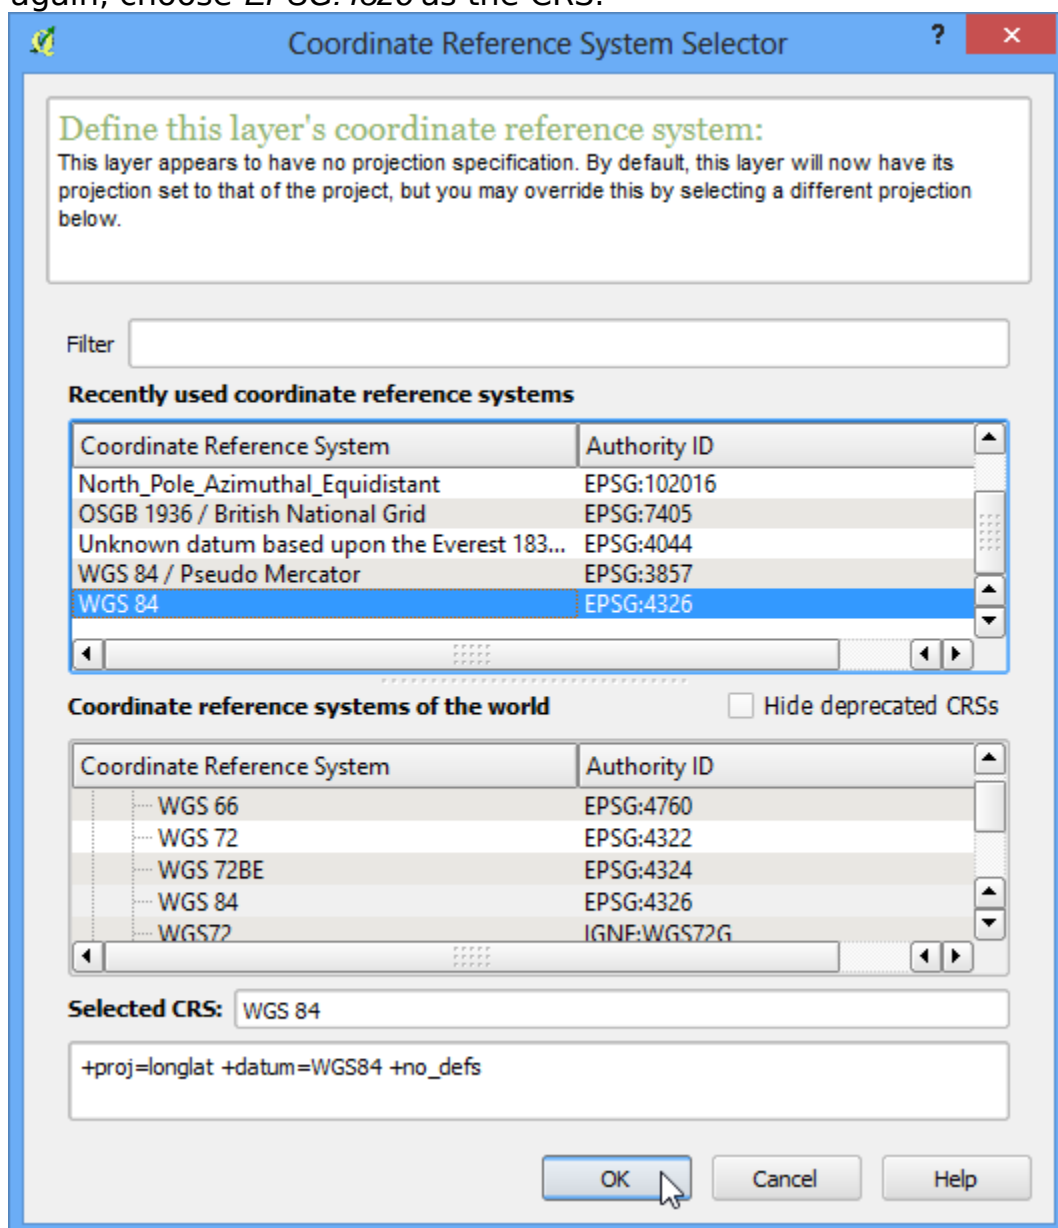 again, choose as the CRS.
Coordinate Reference System Selector ? ×
Define this layer's coordinate reference system:
This layer appears to have no projection specification. By default, this layer will now have its
projection set to that of the project, but you may override this by selecting a different projection
below.
Filter
Recently used coordinate reference systems
Coordinate Reference System Authority ID
North_Pole_Azimuthal_Equidistant EPSG:102016
OSGB 1936 / British National Grid EPSG:7405
Unknown datum based upon the Everest 183... EPSG:4044
WGS 84 / Pseudo Mercator EPSG:3857
WGS 84 EPSG:4326
Coordinate reference systems of the world Hide deprecated CRSs
Coordinate Reference System Authority ID
WGS 66 EPSG:4760
WGS 72 EPSG:4322
WGS 72BE EPSG:4324
WGS 84 EPSG:4326
WGS72 IGNF:WGS72G
Selected CRS: WGS 84
+proj=longlat +datum=WGS84 +no_defs
OK Cancel Help